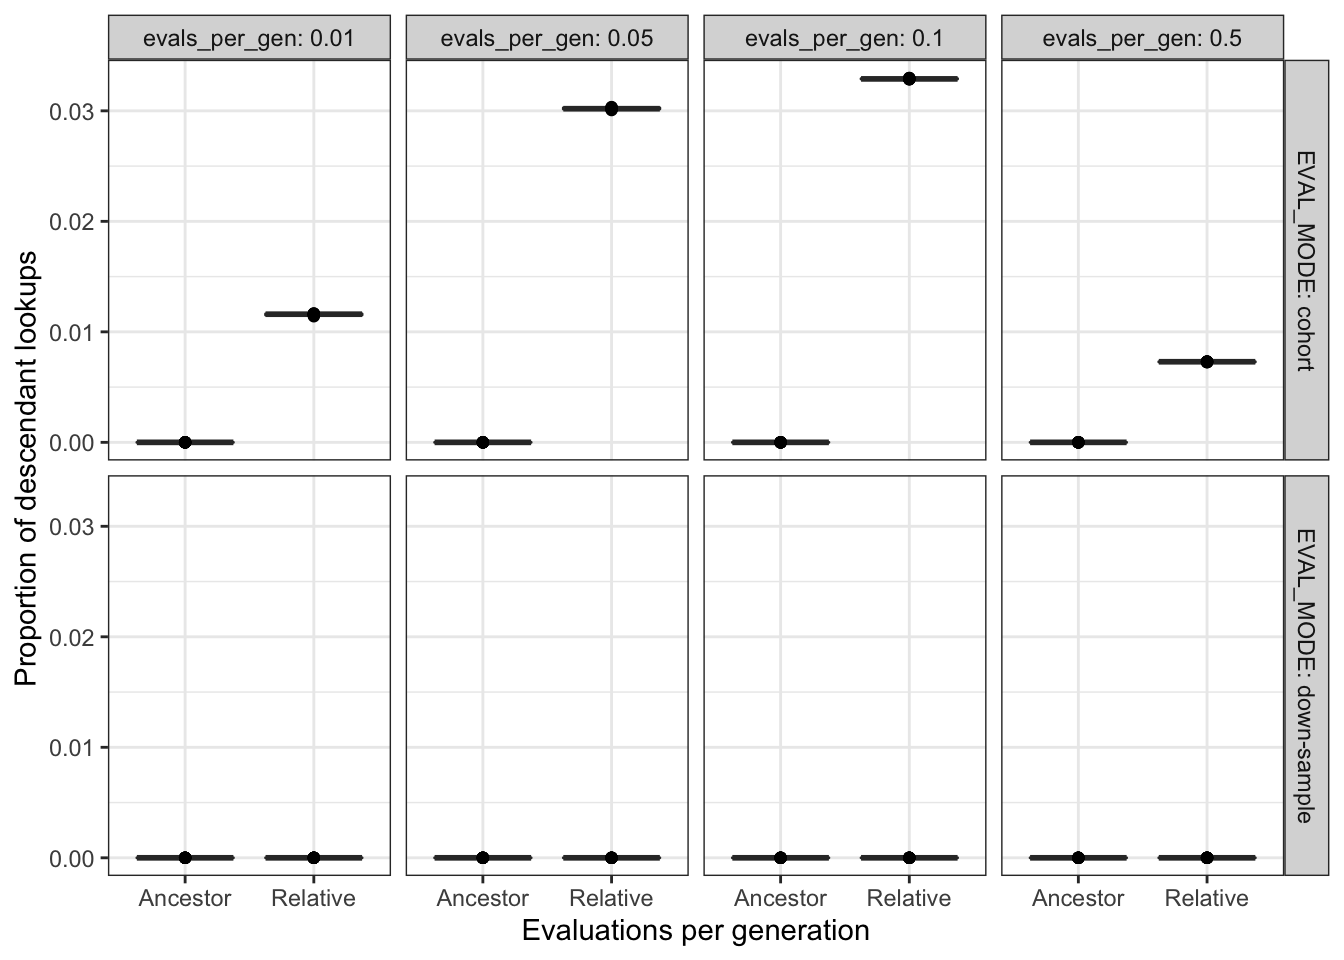 evals_per_gen: 0.01
evals_per_gen: 0.05
evals_per_gen: 0.1
evals_per_gen: 0.5
Proportion of descendant lookups
0.03
0.02
0.01
0.00
EVAL_MODE: cohort
0.03
0.02
0.01
0.00
EVAL_MODE: down-sample
Ancestor Relative
Ancestor Relative
Ancestor Relative
Ancestor Relative
Evaluations per generation